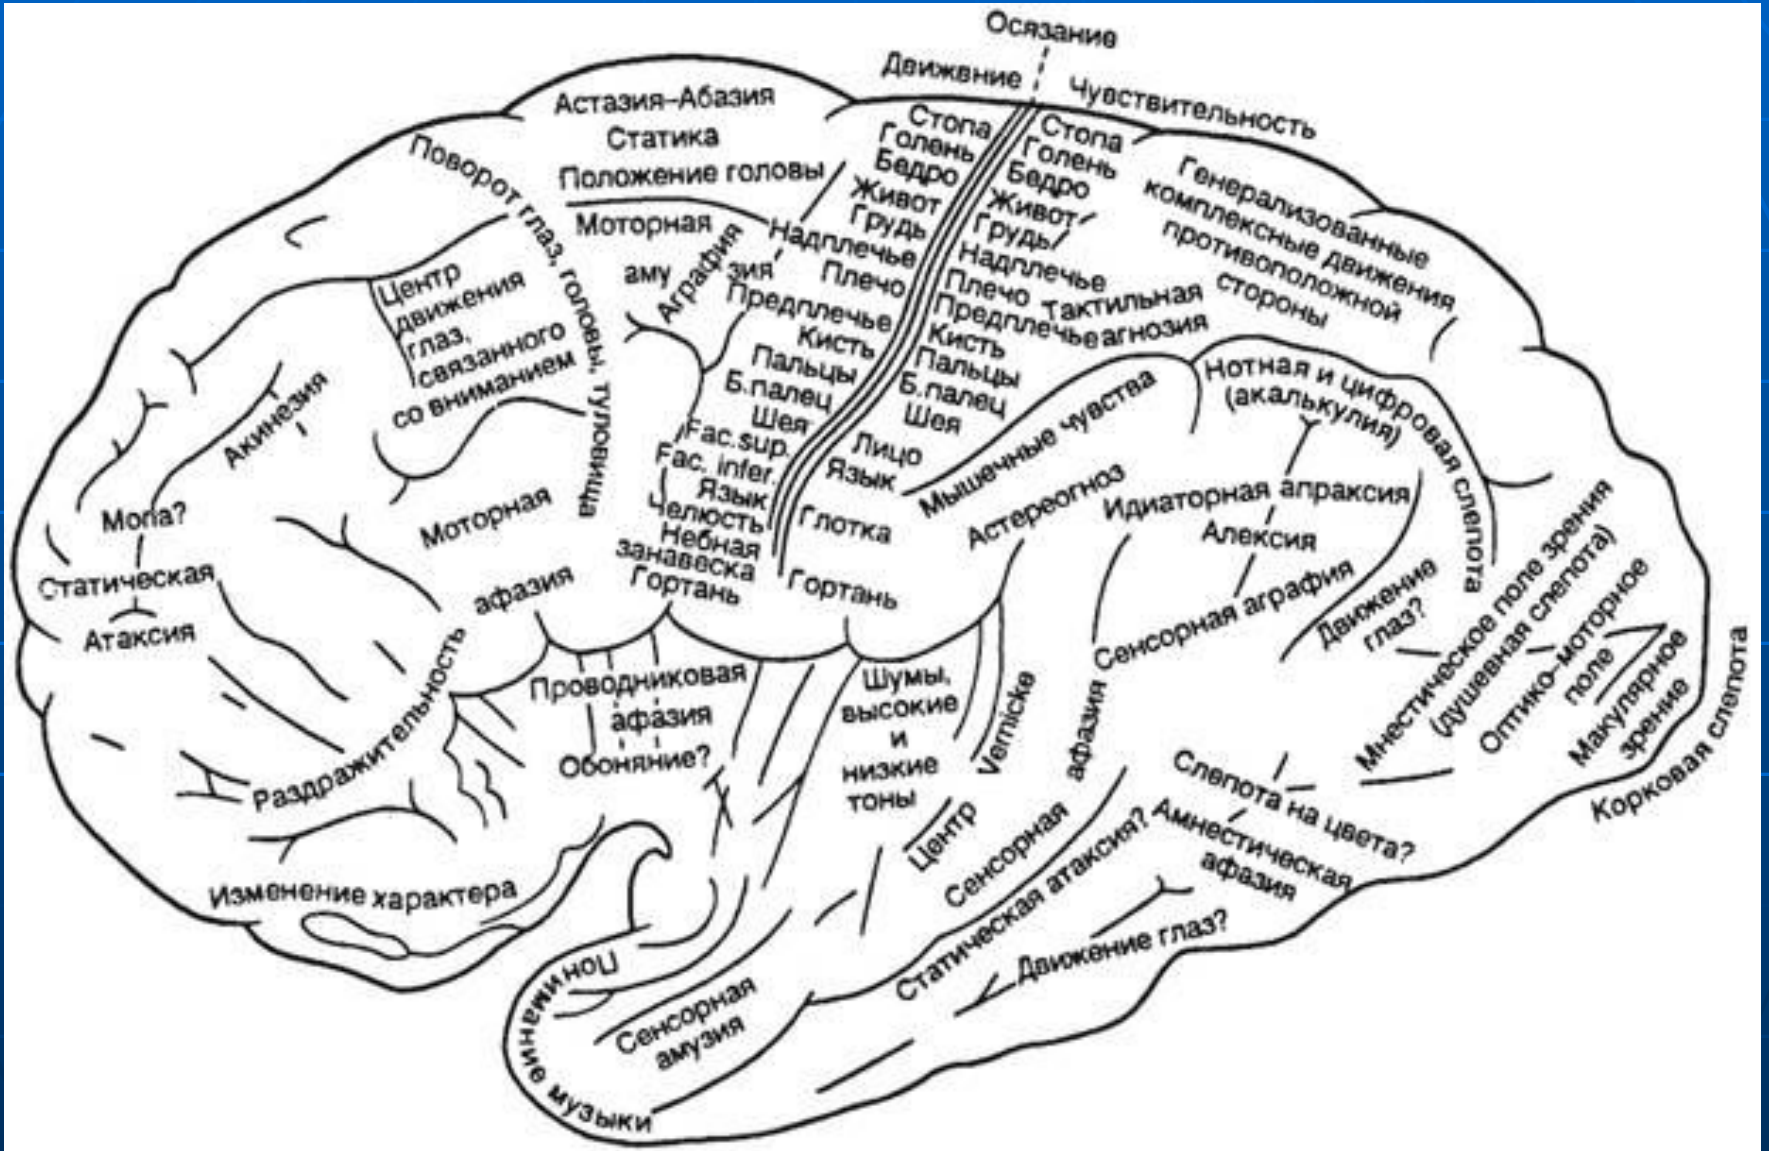 Осязание
Движвние
Чувствительность
Астазия–Абазия
Статика
Положение головы
Поворот глаз, головы, туловища
Моторная
аму зия
Аграфия
Центр
движения
глаз,
связанного
со вниманием
Акинезия
Мопа?
Статическая
Атаксия
Моторная
афазия
Раздражительность
Изменение характера
Стопа
Голень
Бедро
Живот
Грудь
Надплечье
Плечо
Предплечье
Кисть
Пальцы
Б.палец
Шея
Fac.sup.
Fac. infer.
Язык
Челюсть
Небная
занавеска
Гортань
Стопа
Голень
Бедро
Живот
Грудь
Надплечье
Плечо
Предплечье
Кисть
Пальцы
Б.палец
Шея
Лицо
Язык
Глотка
Гортань
Тактильная
агнозия
Генерализованные
комплексные движения
противоположной
стороны
Мышечные чувства
Астереогноз
Нотная и цифровая слепота
(акалькулия)
Идиаторная апраксия
Алексия
Сенсорная аграфия
Движение
глаз?
Мнестическое поле зрения
(душевная слепота)
Оптико–моторное
поле
Макулярное
зрение
Корковая слепота
Проводниковая
афазия
Обоняние?
Шумы,
высокие
и
низкие
тоны
Центр Vernicke
Сенсорная афазия
Слепота на цвета?
Амнестическая
афазия
Статическая атаксия?
Движение глаз?
Сенсорная
амузия
Понимание музыки